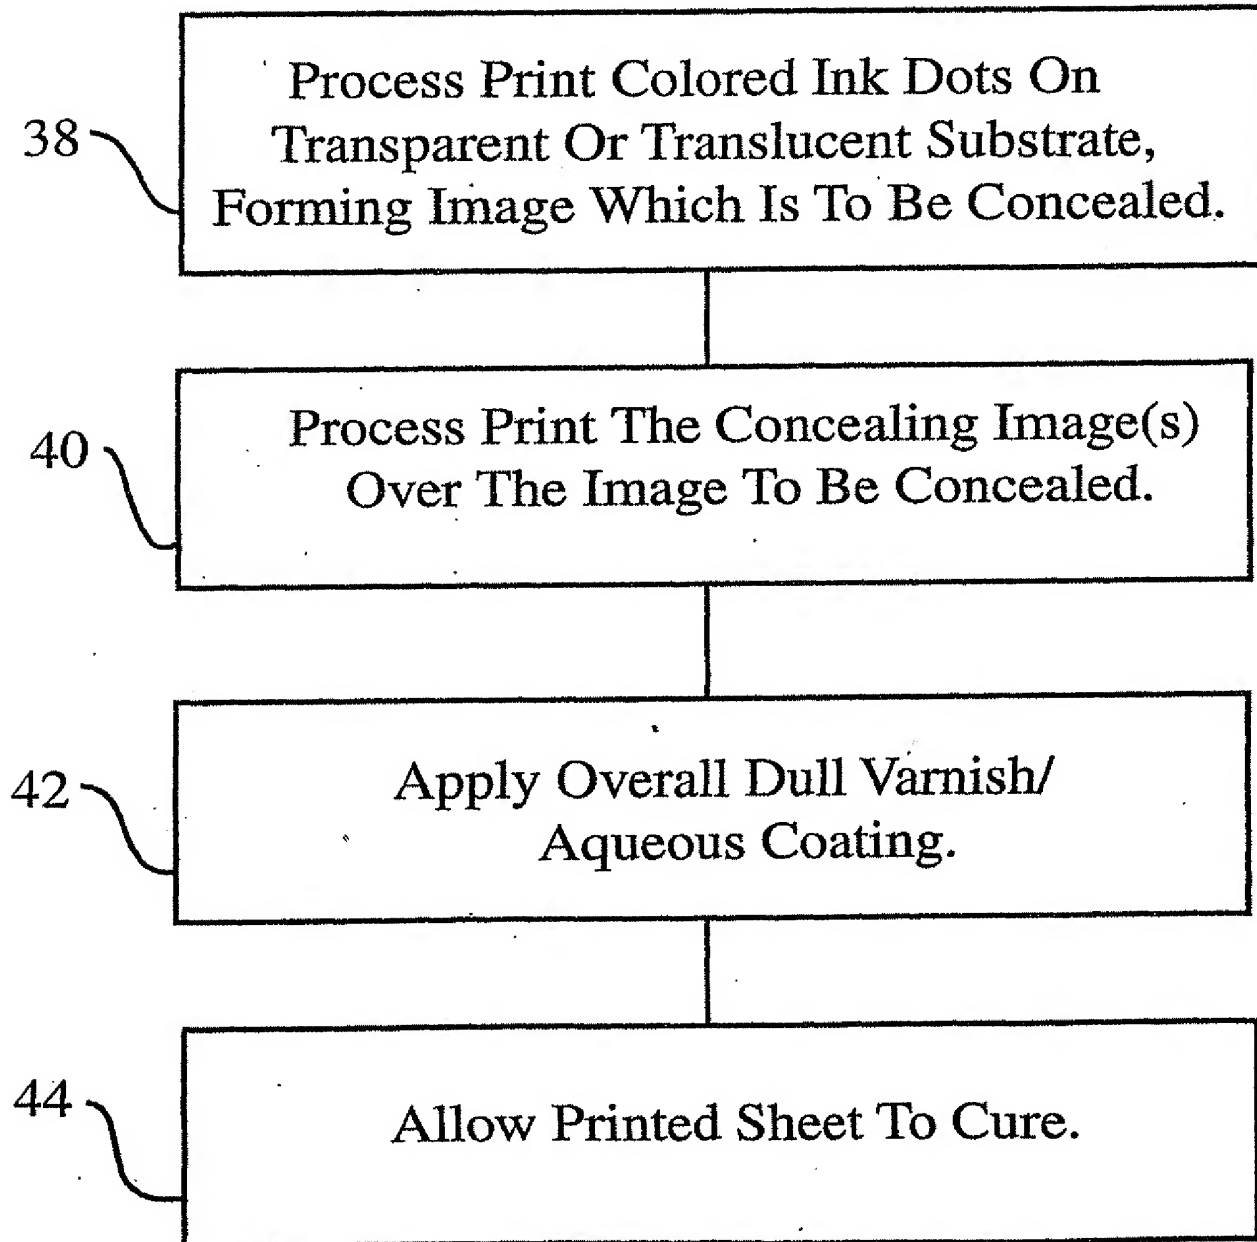 38
Process Print Colored Ink Dots On
Transparent Or Translucent Substrate,
Forming Image Which Is To Be Concealed.
40
Process Print The Concealing Image(s)
Over The Image To Be Concealed.
42
Apply Overall Dull Varnish/
Aqueous Coating.
44
Allow Printed Sheet To Cure.